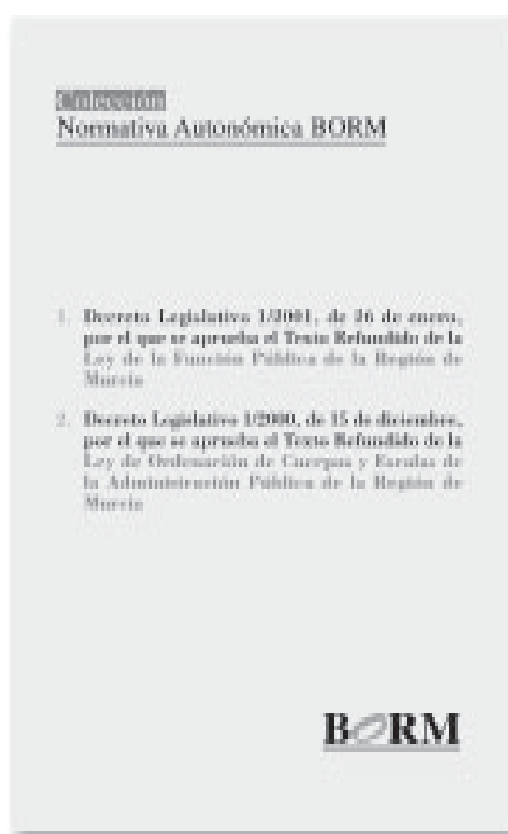 Colección
Normativa Autonómica BORM
1. Decreto Legislativo 1/2001, de 26 de enero,
por el que se aprueba el Texto Refundido de la
Ley de la Función Pública de la Región de
Murcia
2. Decreto Legislativo 1/2000, de 15 de diciembre,
por el que se aprueba el Texto Refundido de la
Ley de Ordenación de Cuerpos y Escalas de
la Administración Pública de la Región de
Murcia
BORM